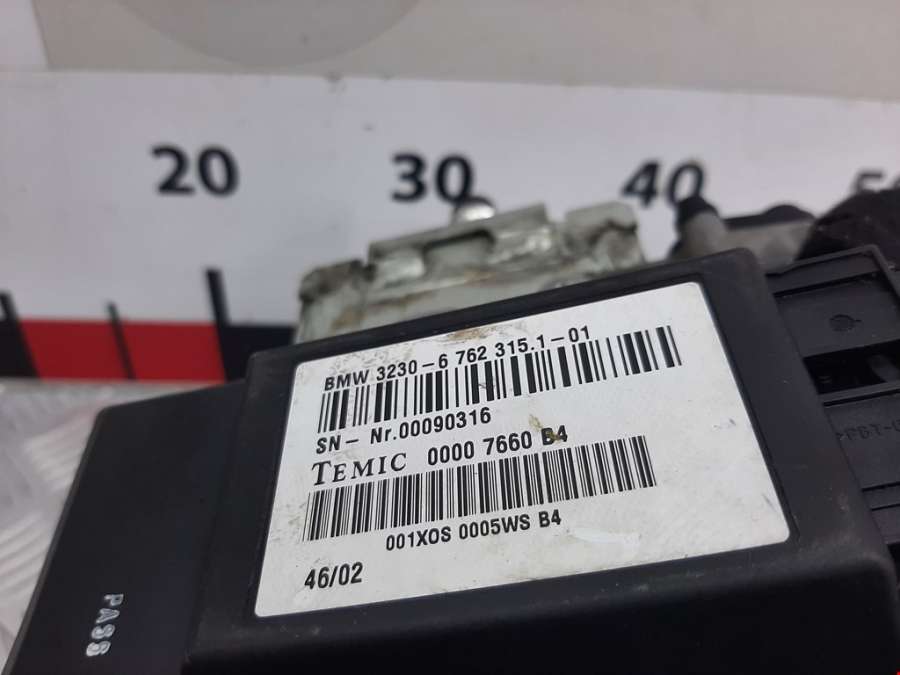 20 30 40
BMW 3230-6 762 315.1-01
SN- Nr.00090316
TEMIC 0000 7660 B4
001XOS 0005WS B4
46/02
PASS